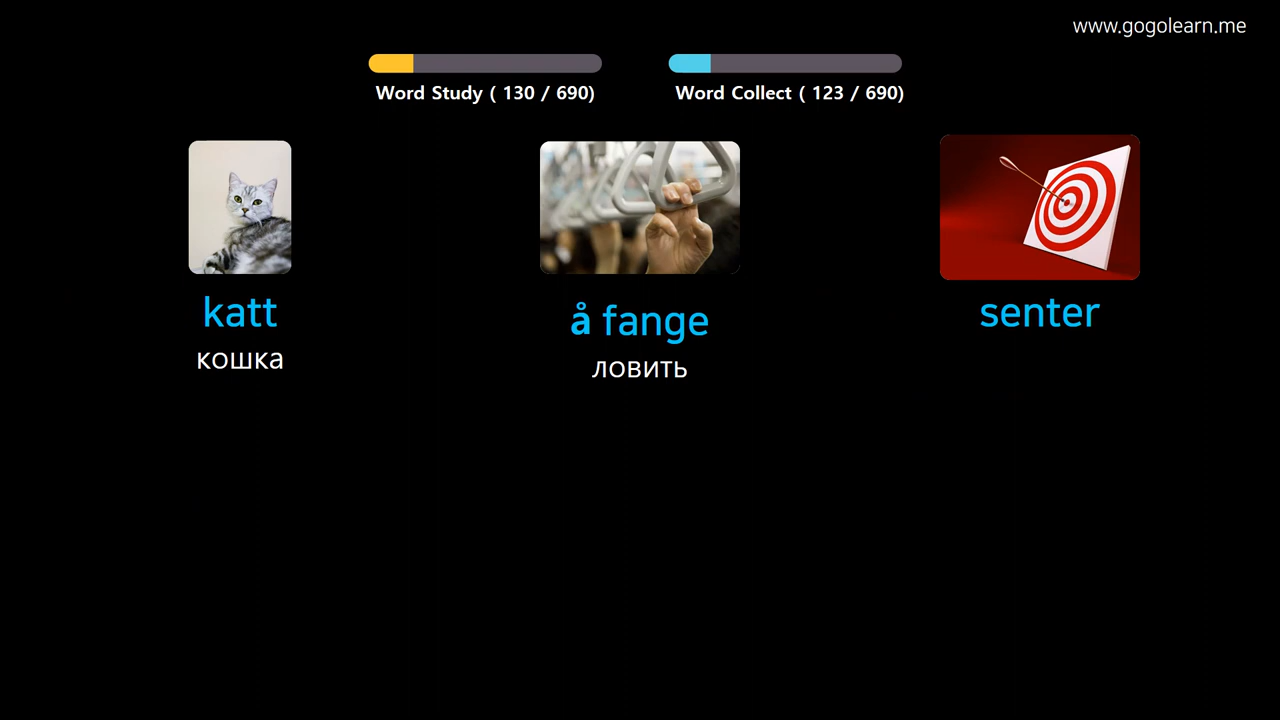 www.gogolearn.me
Word Study ( 130 / 690)
Word Collect ( 123 / 690)
katt
кошка
å fange
ловить
senter